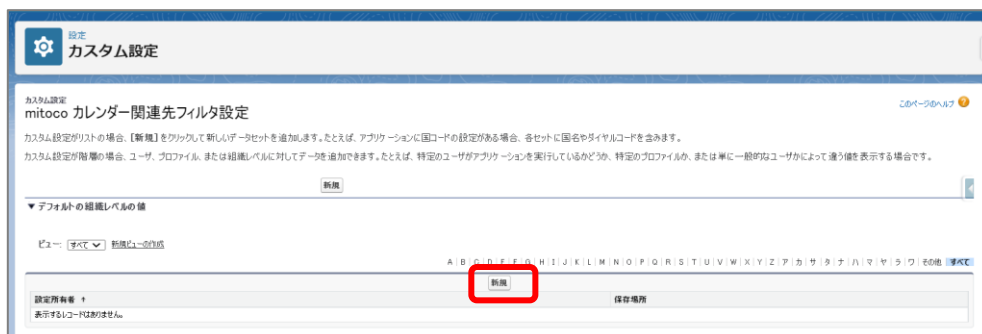 設定
カスタム設定
カスタム設定
mitoco カレンダー関連先フィルタ設定
このページのヘルプ ?
カスタム設定がリストの場合、[新規] をクリックして新しいデータセットを追加します。たとえば、アプリケーションに国コードの設定がある場合、各セットに国名やダイヤルコードを含みます。
カスタム設定が階層の場合、ユーザ、プロファイル、または組織レベルに対してデータを追加できます。たとえば、特定のユーザがアプリケーションを実行しているかどうか、特定のプロファイルか、または単に一般的なユーザかによって違う値を表示する場合です。
新規
▼ デフォルトの組織レベルの値
ビュー: すべて 新規ビューの作成
A | B | C | D | E | F | G | H | I | J | K | L | M | N | O | P | Q | R | S | T | U | V | W | X | Y | Z | ア | カ | サ | タ | ナ | ハ | マ | ヤ | ラ | ワ | その他 すべて
新規
設定所有者 ↑ 保存場所
表示するレコードはありません。